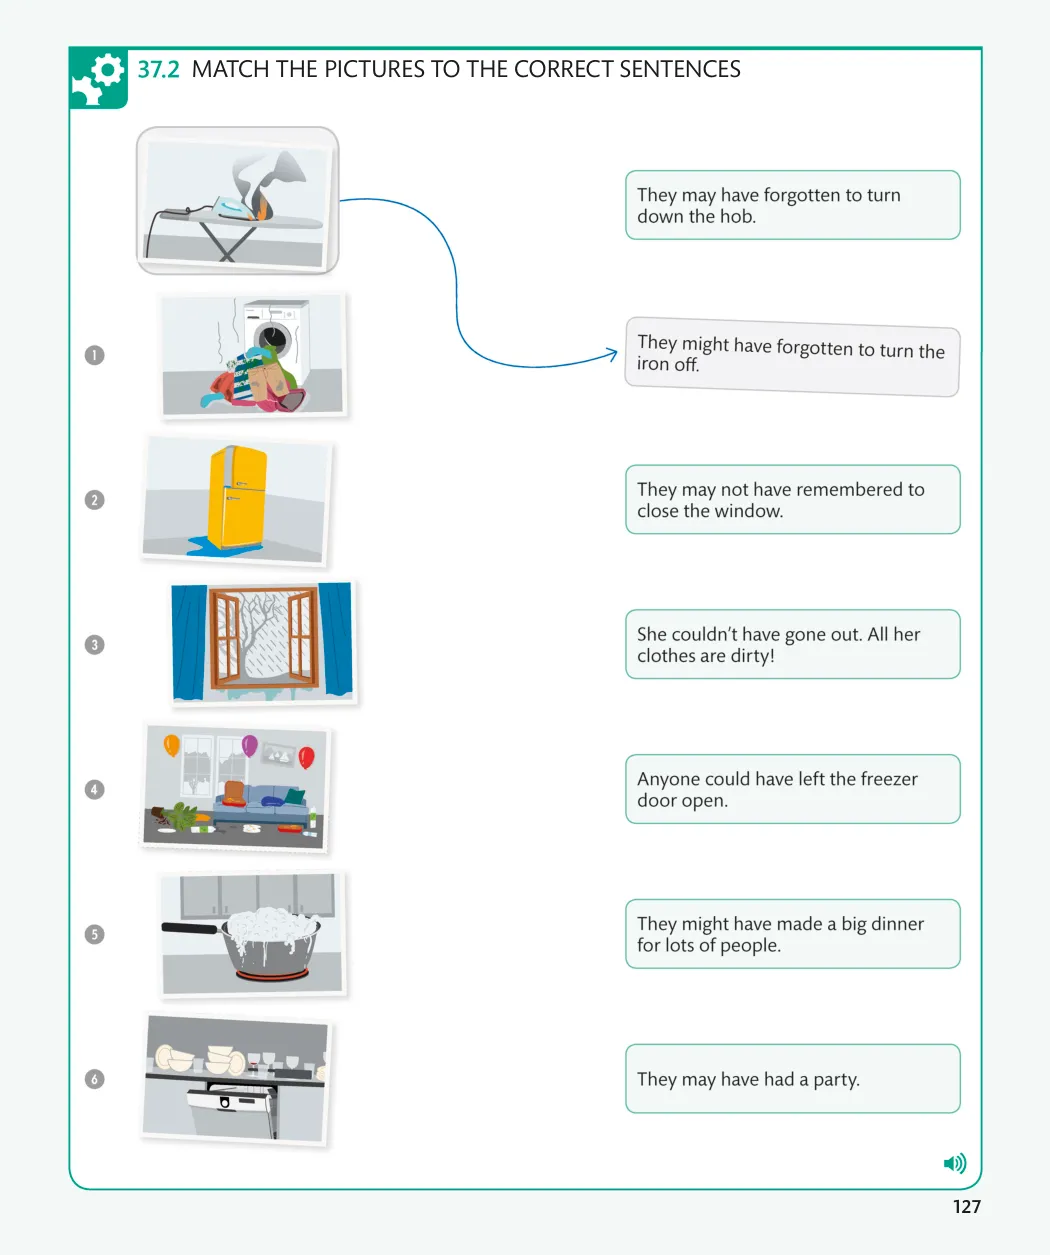 37.2 MATCH THE PICTURES TO THE CORRECT SENTENCES
They may have forgotten to turn
down the hob.
They might have forgotten to turn the
iron off.
1
2
They may not have remembered to
close the window.
3
She couldn’t have gone out. All her
clothes are dirty!
4
Anyone could have left the freezer
door open.
5
They might have made a big dinner
for lots of people.
6
They may have had a party.
127